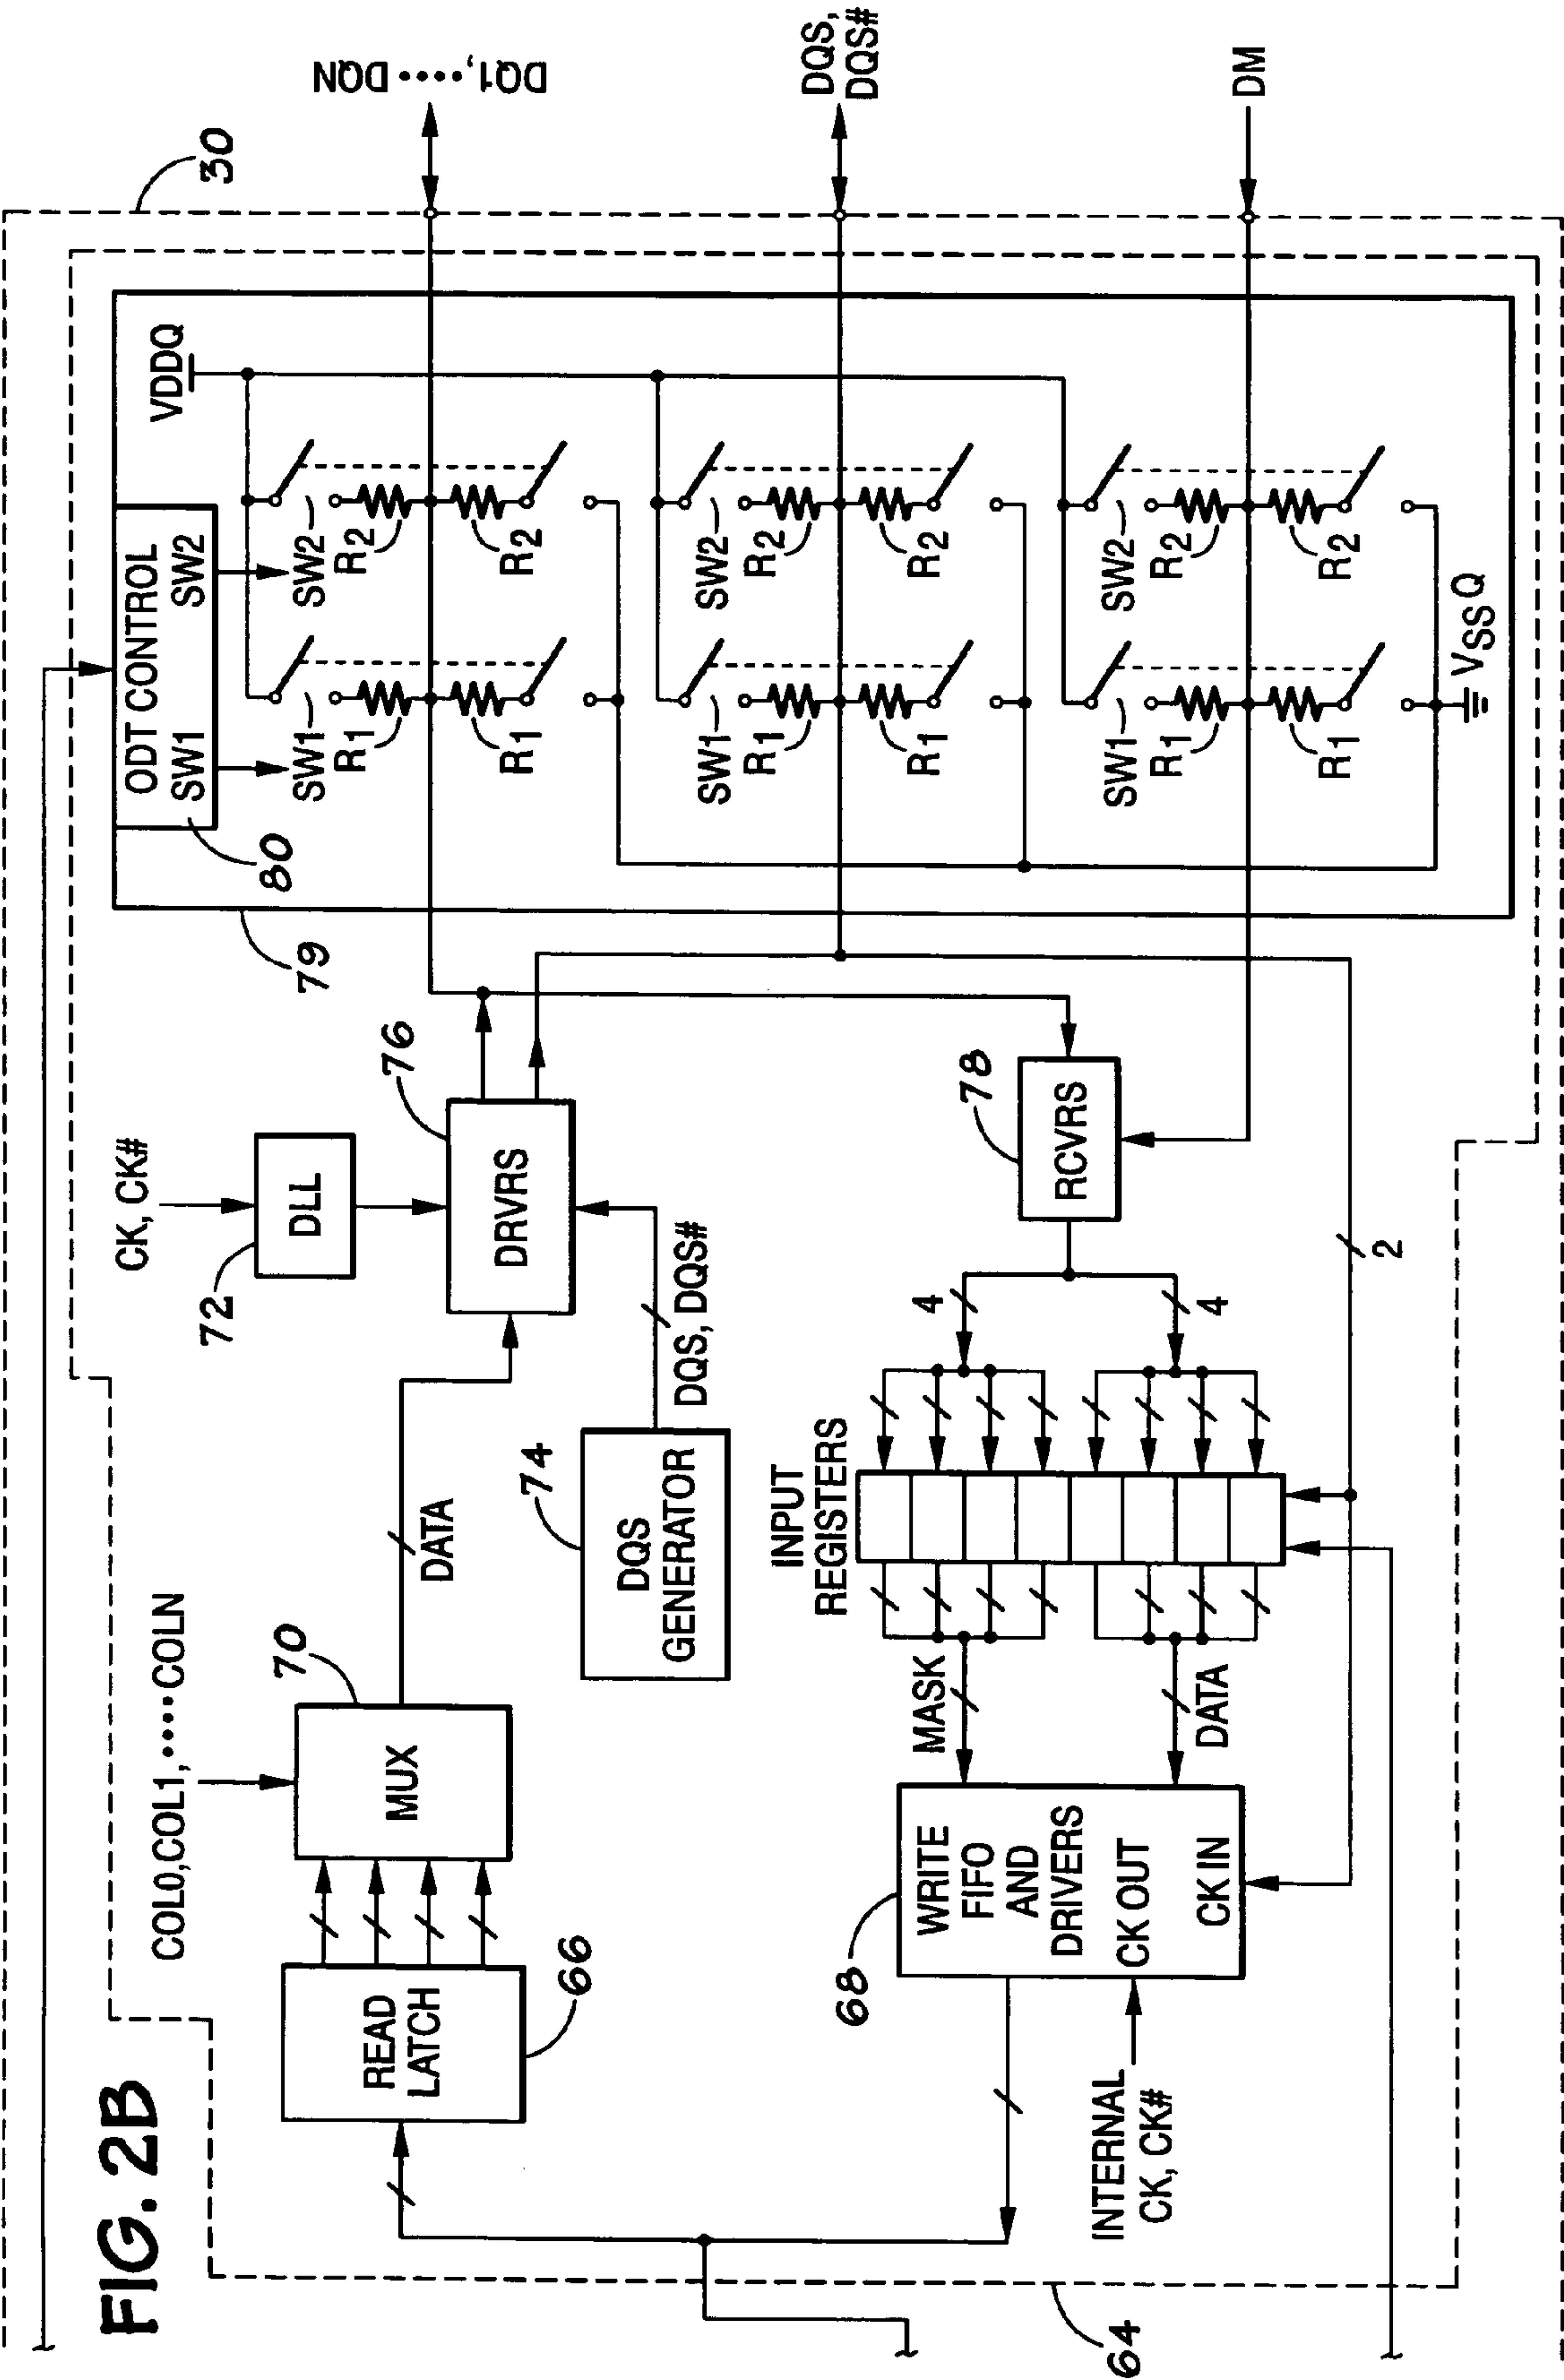 FIG. 2B
30
ODT CONTROL
SW1 SW2
80
79
VDDQ
SW1 SW2
R1 R2
R1 R2
DQ1,····DQN
SW1 SW2
R1 R2
R1 R2
DQS,
DQS#
SW1 SW2
R1 R2
R1 R2
VSSQ
DM
COL0,COL1,····COLN
CK, CK#
READ
LATCH
66
MUX
70
DATA
DLL
72
DRVRS
76
DQS
GENERATOR
74
DQS, DQS#
INPUT
REGISTERS
RCVRS
78
4
4
2
MASK
DATA
WRITE
FIFO
AND
DRIVERS
CK OUT
CK IN
68
INTERNAL
CK, CK#
64